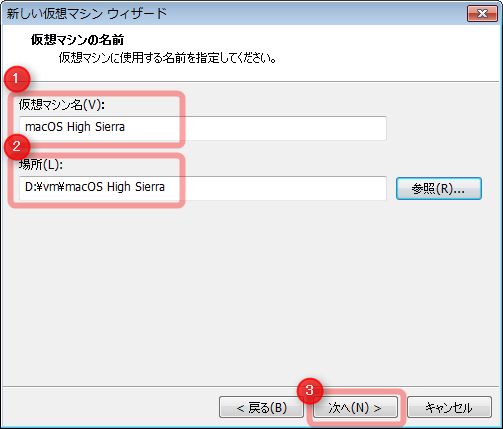 新しい仮想マシン ウィザード
仮想マシンの名前
仮想マシンに使用する名前を指定してください。
1
仮想マシン名(V):
macOS High Sierra
2
場所(L):
D:¥vm¥macOS High Sierra
参照(R)...
3
< 戻る(B)
次へ(N) >
キャンセル